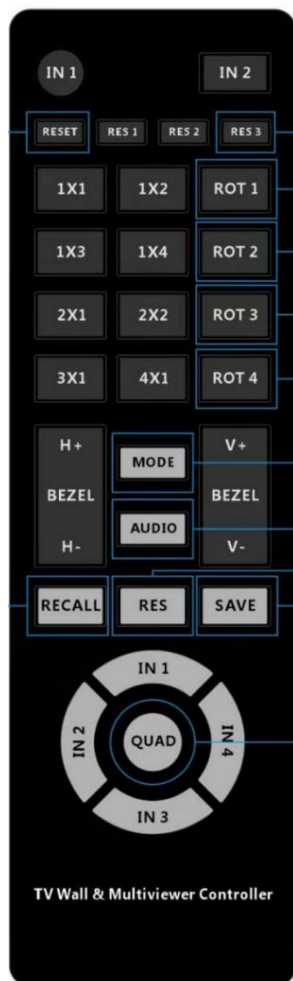 IN 1 IN 2
RESET RES 1 RES 2 RES 3
1X1 1X2 ROT 1
1X3 1X4 ROT 2
2X1 2X2 ROT 3
3X1 4X1 ROT 4
H+ V+
MODE
BEZEL BEZEL
AUDIO
H- V-
RECALL RES SAVE
IN 1
IN 2 QUAD IN 4
IN 3
TV Wall & Multiviewer Controller